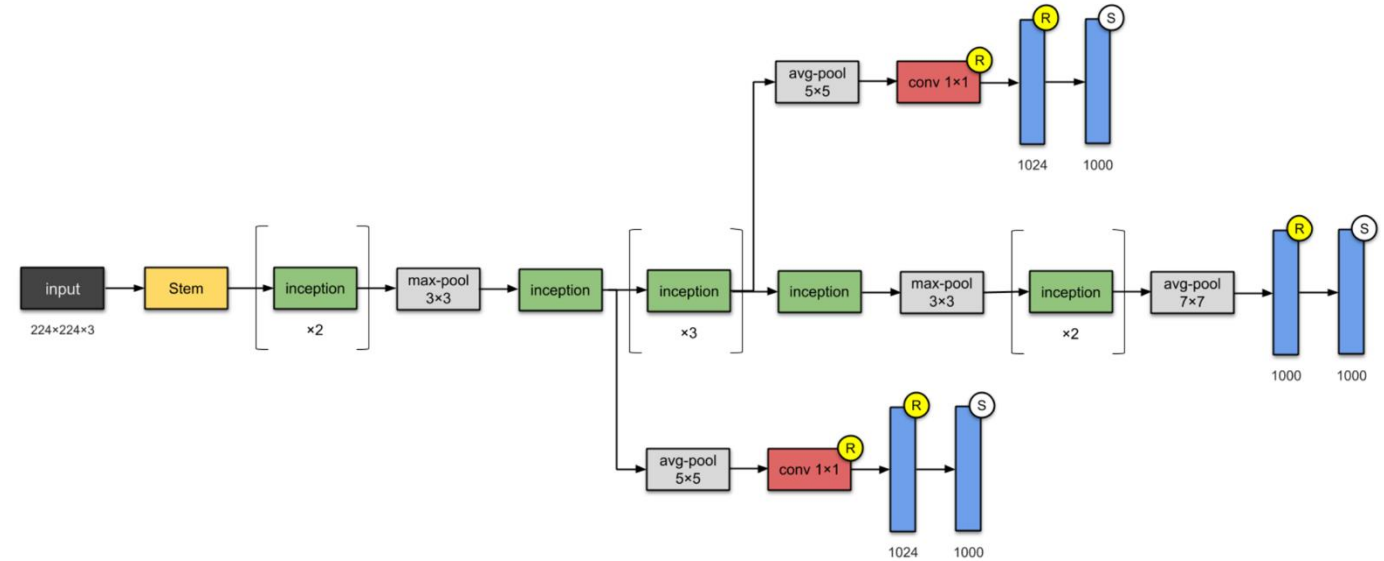 R
S
avg-pool
5×5
conv 1×1
R
1024
1000
input
224×224×3
Stem
inception
×2
max-pool
3×3
inception
inception
×3
inception
max-pool
3×3
inception
×2
avg-pool
7×7
R
S
1000
1000
avg-pool
5×5
conv 1×1
R
R
S
1024
1000